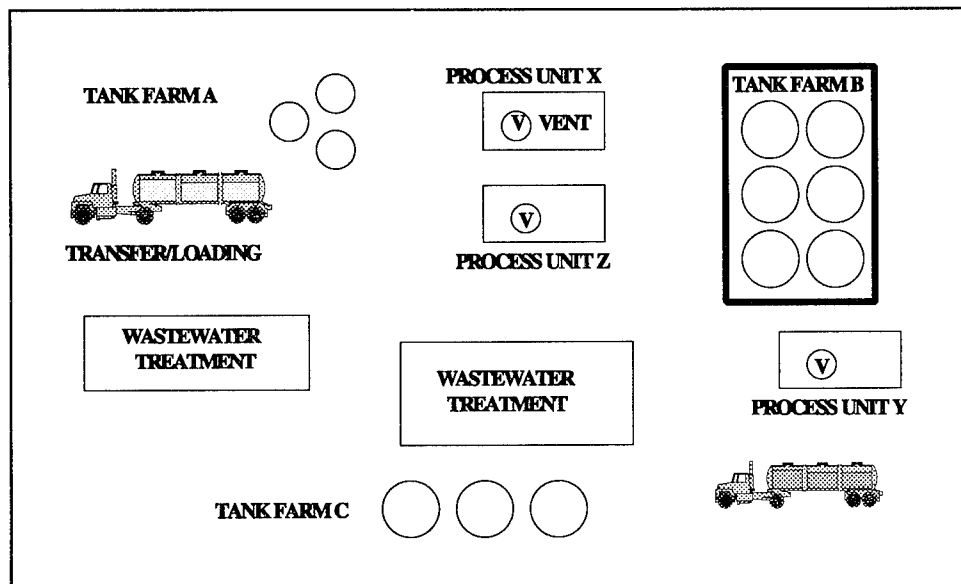 TANK FARM A
PROCESS UNIT X
V VENT
TANK FARM B
V
TRANSFER/LOADING
PROCESS UNIT Z
WASTEWATER
TREATMENT
WASTEWATER
TREATMENT
V
PROCESS UNIT Y
TANK FARM C